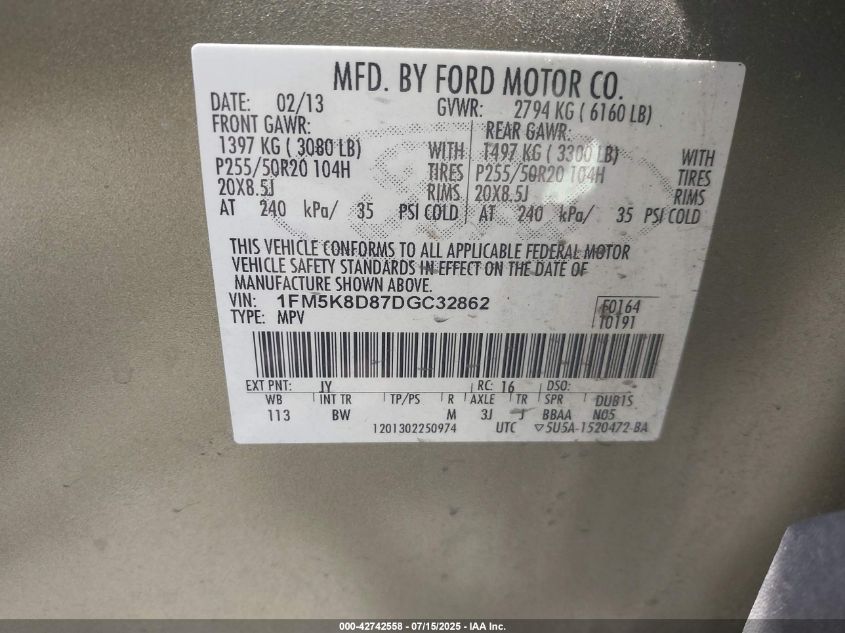 MFD. BY FORD MOTOR CO.
DATE: 02/13 GVWR: 2794 KG ( 6160 LB)
FRONT GAWR: REAR GAWR:
1397 KG ( 3080 LB) WITH 1497 KG ( 3300 LB) WITH
P255/50R20 104H TIRES P255/50R20 104H TIRES
20X8.5J RIMS 20X8.5J RIMS
AT 240 kPa/ 35 PSI COLD AT 240 kPa/ 35 PSI COLD
THIS VEHICLE CONFORMS TO ALL APPLICABLE FEDERAL MOTOR
VEHICLE SAFETY STANDARDS IN EFFECT ON THE DATE OF
MANUFACTURE SHOWN ABOVE.
VIN: 1FM5K8D87DGC32862 F0164
TYPE: MPV T0191
EXT PNT: JY RC: 16 DSO:
WB INT TR TP/PS R AXLE TR SPR DUB1S
113 BW M 3J J BBAA N05
1201302250974 UTC ▽5U5A-1520472-BA
000-42742558 - 07/15/2025 - IAA Inc.